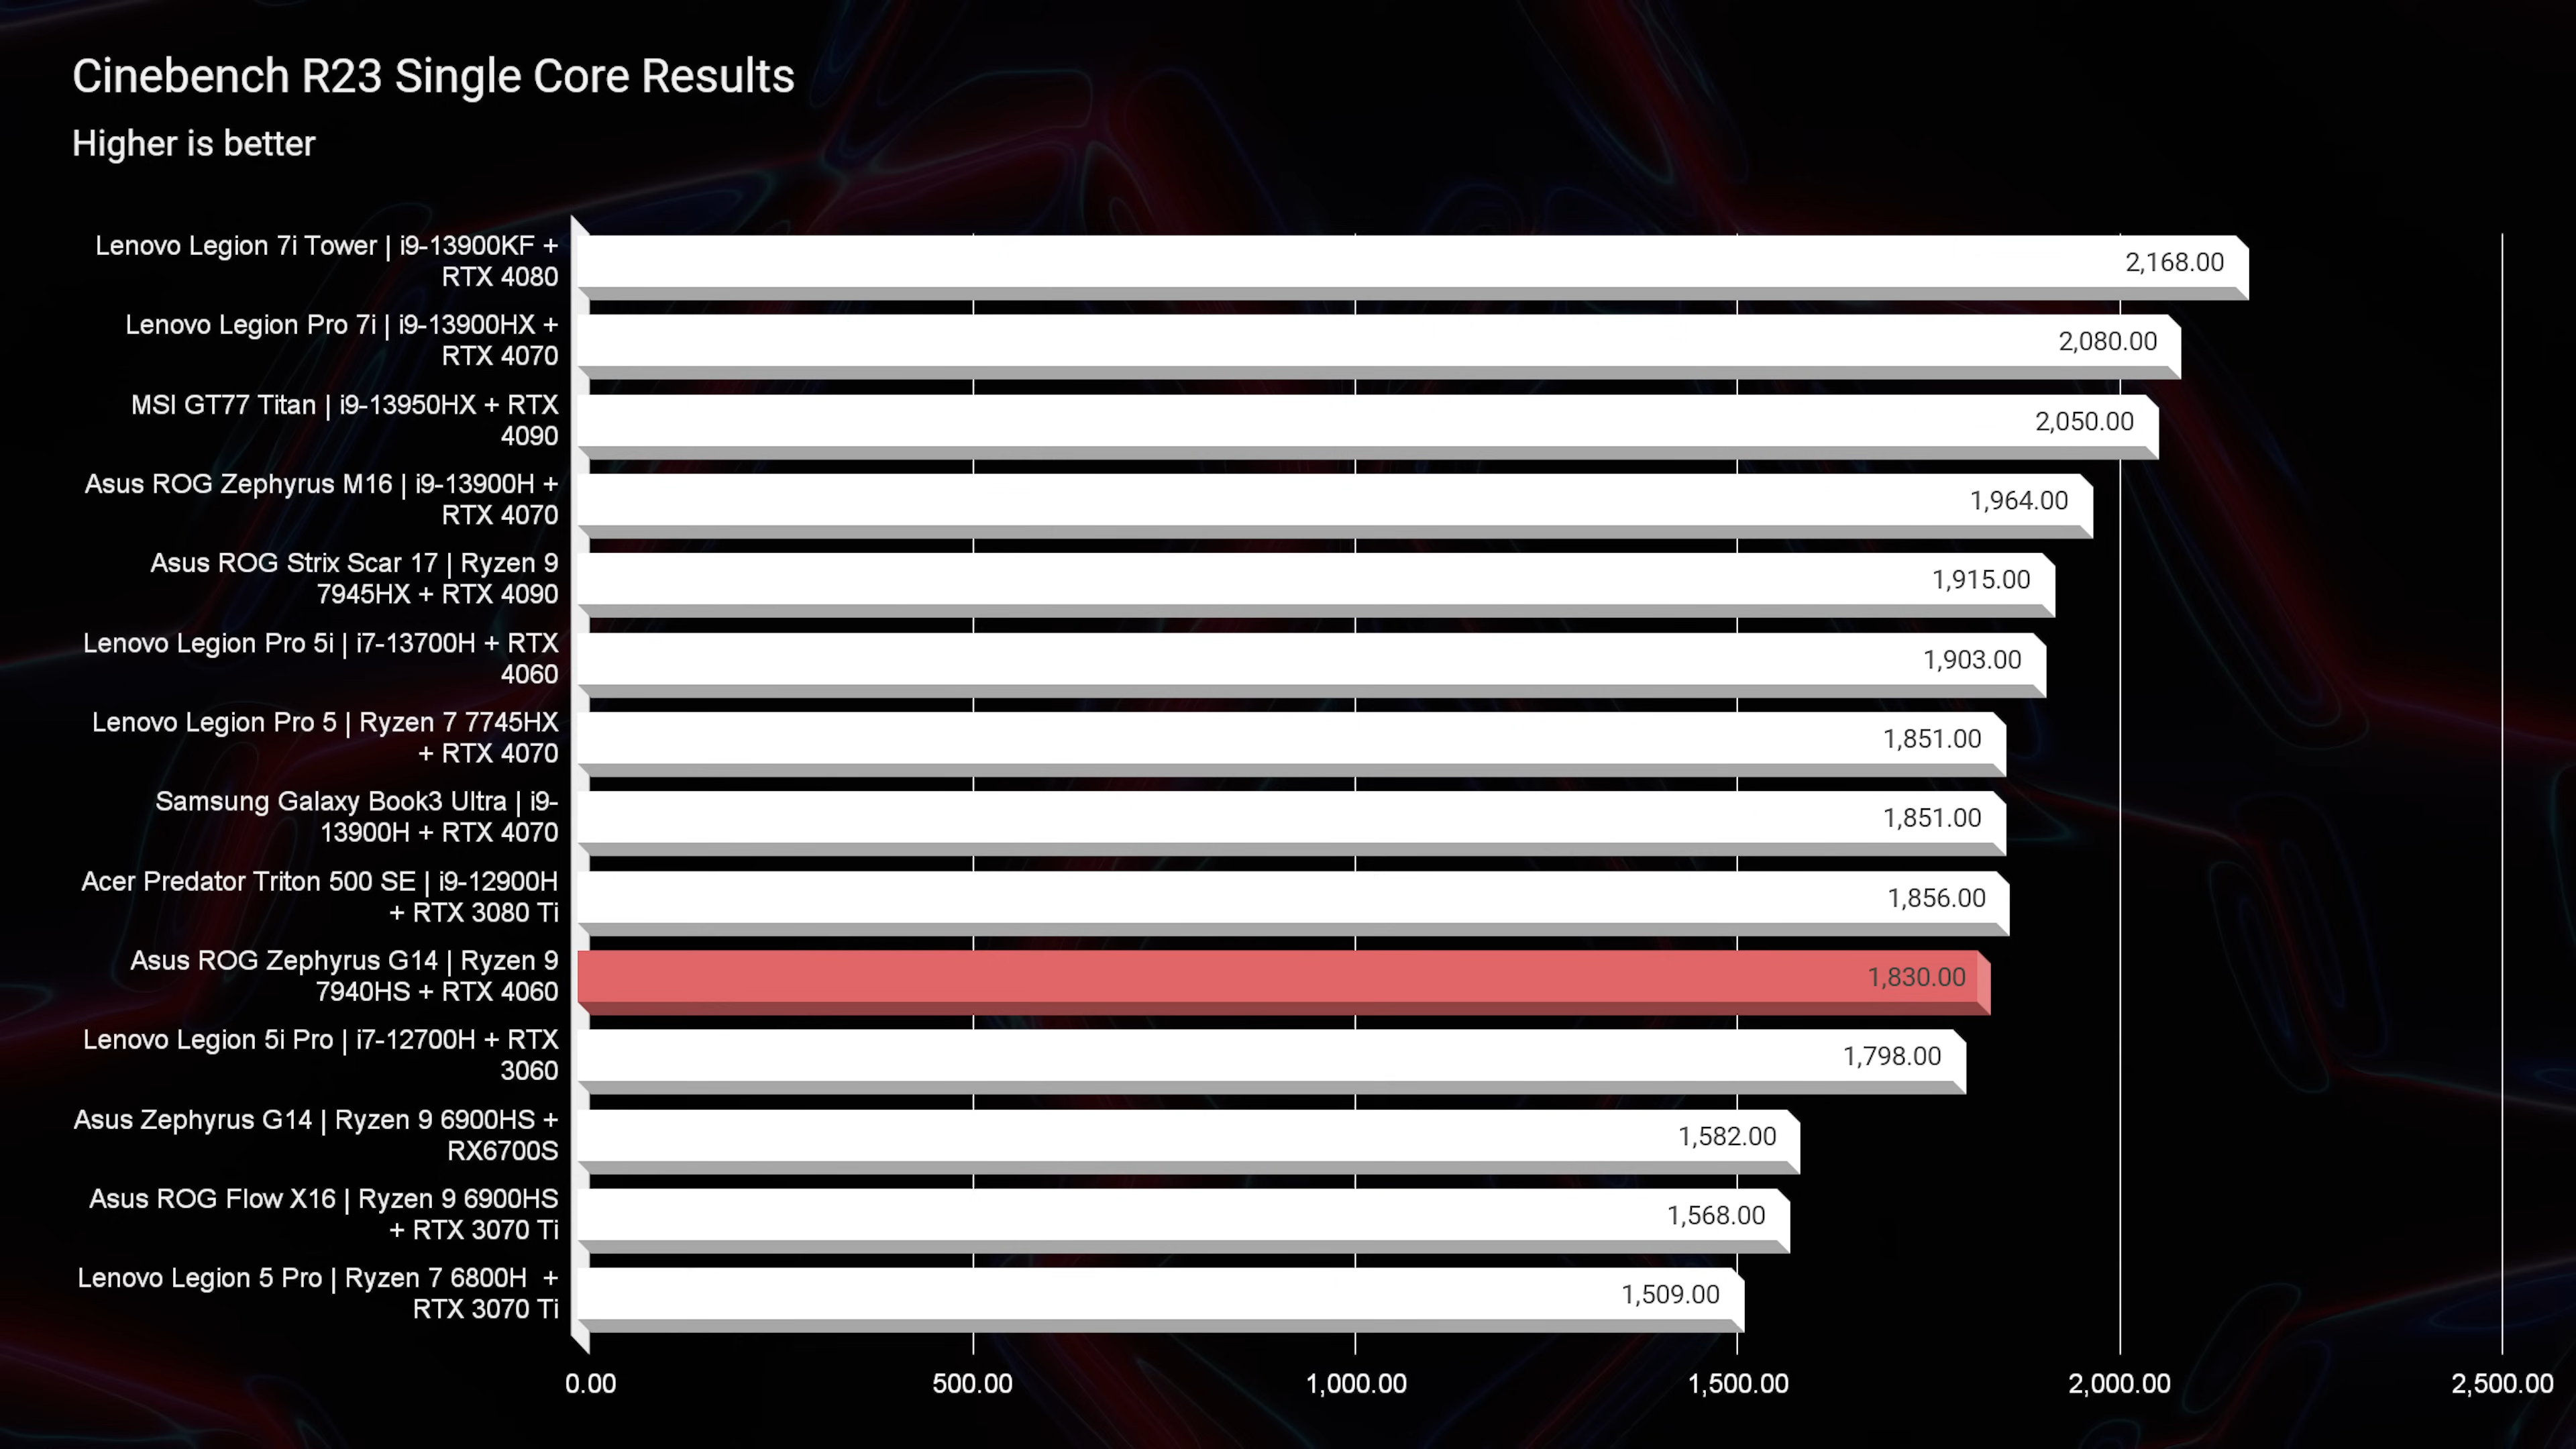 Cinebench R23 Single Core Results
Higher is better
Lenovo Legion 7i Tower | i9-13900KF +
RTX 4080
2,168.00
Lenovo Legion Pro 7i | i9-13900HX +
RTX 4070
2,080.00
MSI GT77 Titan | i9-13950HX + RTX
4090
2,050.00
Asus ROG Zephyrus M16 | i9-13900H +
RTX 4070
1,964.00
Asus ROG Strix Scar 17 | Ryzen 9
7945HX + RTX 4090
1,915.00
Lenovo Legion Pro 5i | i7-13700H + RTX
4060
1,903.00
Lenovo Legion Pro 5 | Ryzen 7 7745HX
+ RTX 4070
1,851.00
Samsung Galaxy Book3 Ultra | i9-
13900H + RTX 4070
1,851.00
Acer Predator Triton 500 SE | i9-12900H
+ RTX 3080 Ti
1,856.00
Asus ROG Zephyrus G14 | Ryzen 9
7940HS + RTX 4060
1,830.00
Lenovo Legion 5i Pro | i7-12700H + RTX
3060
1,798.00
Asus Zephyrus G14 | Ryzen 9 6900HS +
RX6700S
1,582.00
Asus ROG Flow X16 | Ryzen 9 6900HS
+ RTX 3070 Ti
1,568.00
Lenovo Legion 5 Pro | Ryzen 7 6800H +
RTX 3070 Ti
1,509.00
0.00 500.00 1,000.00 1,500.00 2,000.00 2,500.00